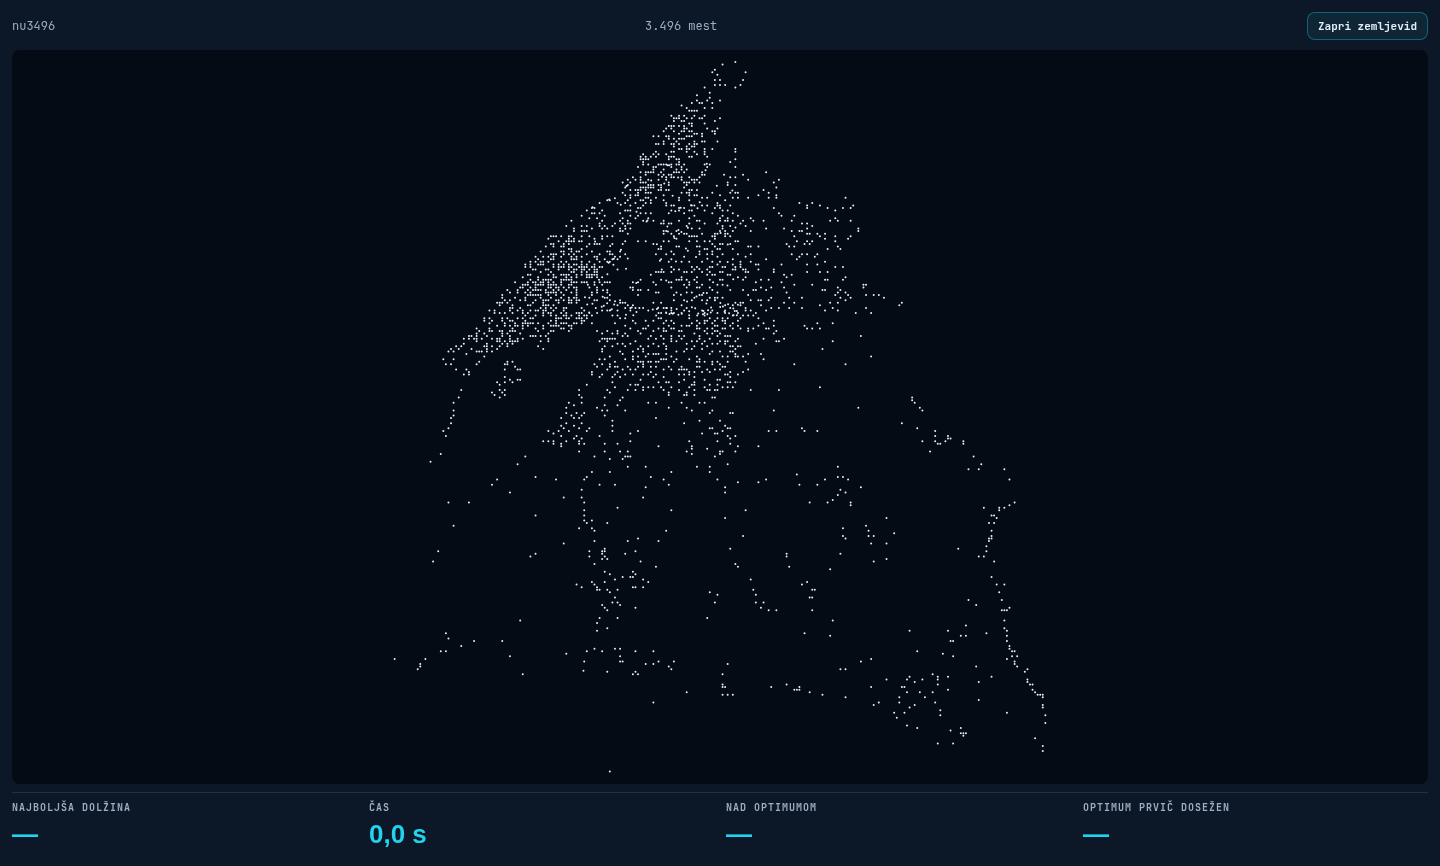 nu3496
3.496 mest
Zapri zemljevid
NAJBOLJŠA DOLŽINA
—
ČAS
0,0 s
NAD OPTIMUMOM
—
OPTIMUM PRVIČ DOSEŽEN
—